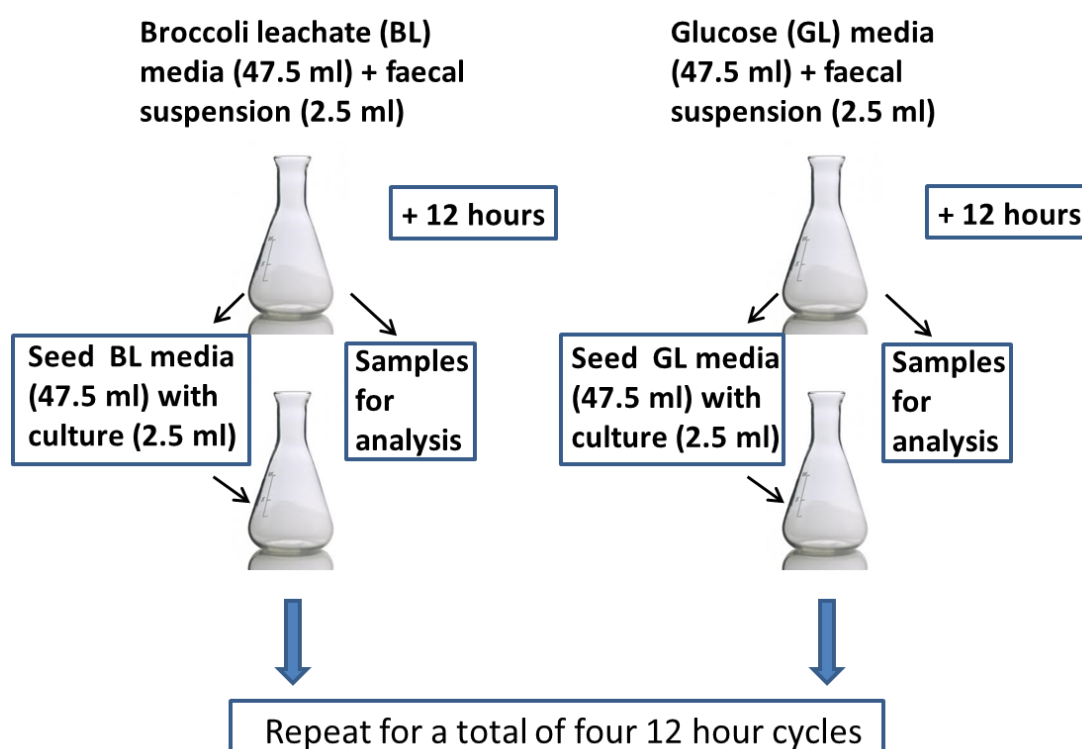 Broccoli leachate (BL)
media (47.5 ml) + faecal
suspension (2.5 ml)
Glucose (GL) media
(47.5 ml) + faecal
suspension (2.5 ml)
+ 12 hours
+ 12 hours
Seed BL media
(47.5 ml) with
culture (2.5 ml)
Samples
for
analysis
Seed GL media
(47.5 ml) with
culture (2.5 ml)
Samples
for
analysis
Repeat for a total of four 12 hour cycles